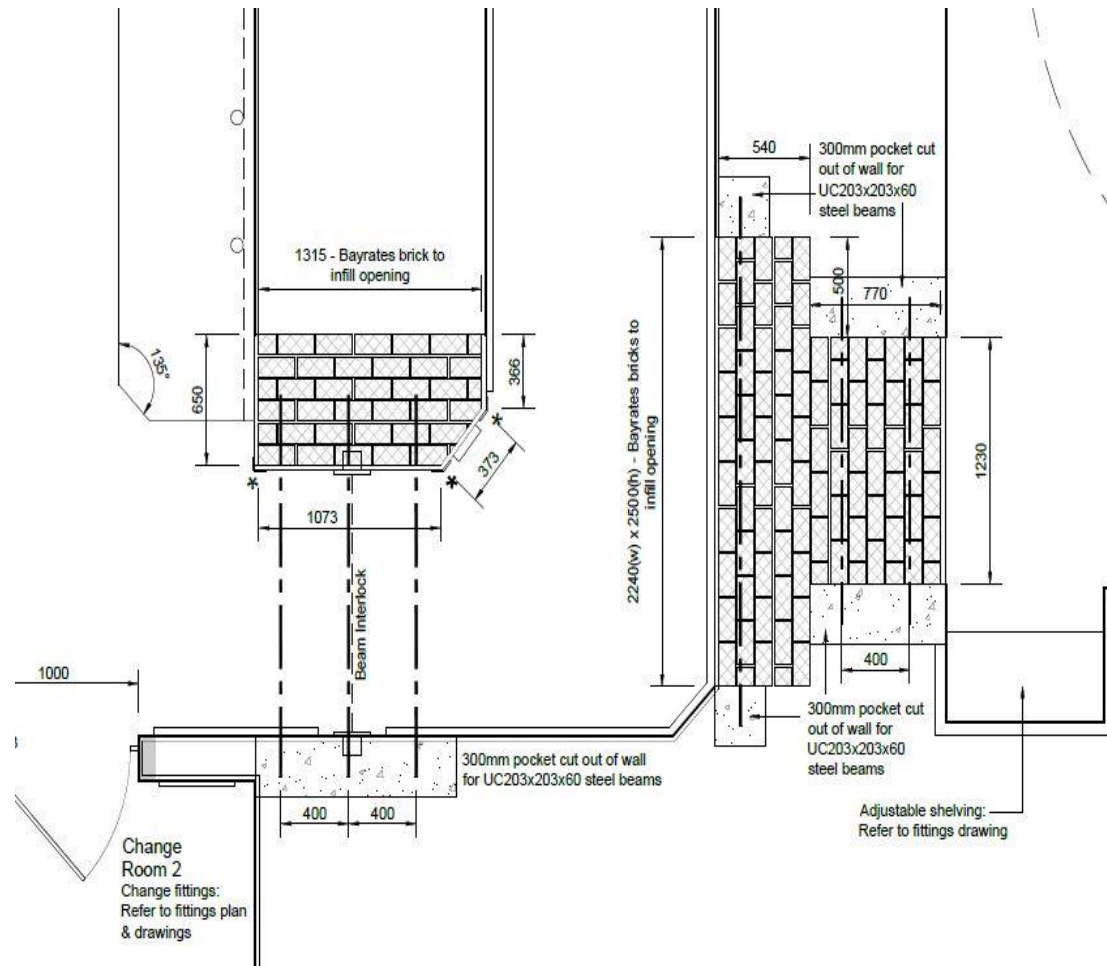 540
300mm pocket cut
out of wall for
UC203x203x60
steel beams
1315 - Bayrates brick to
infill opening
500
770
135°
650
366
373
*
*
*
1073
2240(w) x 2500(h) - Bayrates bricks to
infill opening
1230
Beam Interlock
1000
400
300mm pocket cut out of wall
for UC203x203x60 steel beams
300mm pocket cut
out of wall for
UC203x203x60
steel beams
400
400
Adjustable shelving:
Refer to fittings drawing
Change
Room 2
Change fittings:
Refer to fittings plan
& drawings